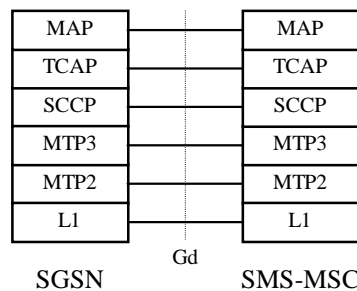 MAP MAP
TCAP TCAP
SCCP SCCP
MTP3 MTP3
MTP2 MTP2
L1 L1
Gd
SGSN SMS-MSC